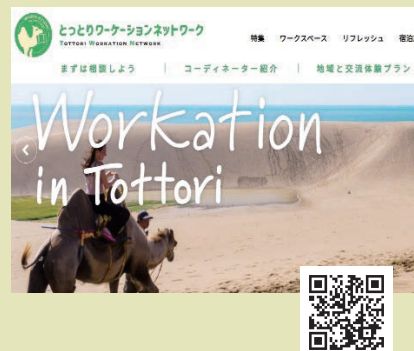 とっとりワーケーションネットワーク
TOTTORI WORKATION NETWORK
特集 ワークスペース リフレッシュ 宿泊
まずは相談しよう | コーディネーター紹介 | 地域と交流体験プラン
Workation
in Tottori